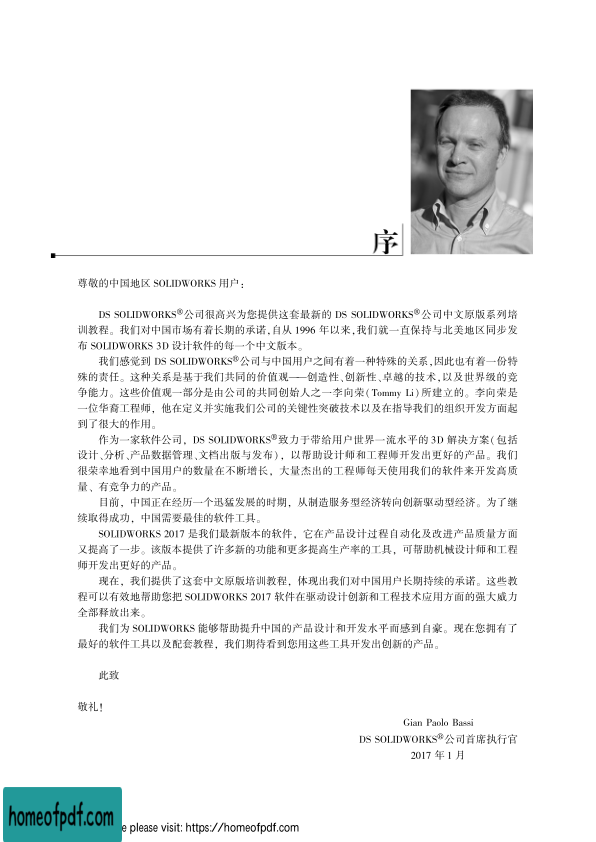 序
尊敬的中国地区 SOLIDWORKS 用户：
DS SOLIDWORKS®公司很高兴为您提供这套最新的 DS SOLIDWORKS®公司中文原版系列培
训教程。我们对中国市场有着长期的承诺，自从 1996 年以来，我们就一直保持与北美地区同步发
布 SOLIDWORKS 3D 设计软件的每一个中文版本。
我们感觉到 DS SOLIDWORKS®公司与中国用户之间有着一种特殊的关系，因此也有着一份特
殊的责任。这种关系是基于我们共同的价值观——创造性、创新性、卓越的技术，以及世界级的竞
争能力。这些价值观一部分是由公司的共同创始人之一李向荣（Tommy Li）所建立的。李向荣是
一位华裔工程师，他在定义并实施我们公司的关键性突破技术以及在指导我们的组织开发方面起
到了很大的作用。
作为一家软件公司，DS SOLIDWORKS®致力于带给用户世界一流水平的 3D 解决方案（包括
设计、分析、产品数据管理、文档出版与发布），以帮助设计师和工程师开发出更好的产品。我们
很荣幸地看到中国用户的数量在不断增长，大量杰出的工程师每天使用我们的软件来开发高质
量、有竞争力的产品。
目前，中国正在经历一个迅猛发展的时期，从制造服务型经济转向创新驱动型经济。为了继
续取得成功，中国需要最佳的软件工具。
SOLIDWORKS 2017 是我们最新版本的软件，它在产品设计过程自动化及改进产品质量方面
又提高了一步。该版本提供了许多新的功能和更多提高生产率的工具，可帮助机械设计师和工程
师开发出更好的产品。
现在，我们提供了这套中文原版培训教程，体现出我们对中国用户长期持续的承诺。这些教
程可以有效地帮助您把 SOLIDWORKS 2017 软件在驱动设计创新和工程技术应用方面的强大威力
全部释放出来。
我们为 SOLIDWORKS 能够帮助提升中国的产品设计和开发水平而感到自豪。现在您拥有了
最好的软件工具以及配套教程，我们期待看到您用这些工具开发出创新的产品。
此致
敬礼！
Gian Paolo Bassi
DS SOLIDWORKS®公司首席执行官
2017 年 1 月
homeofpdf.com
please visit: https://homeofpdf.com